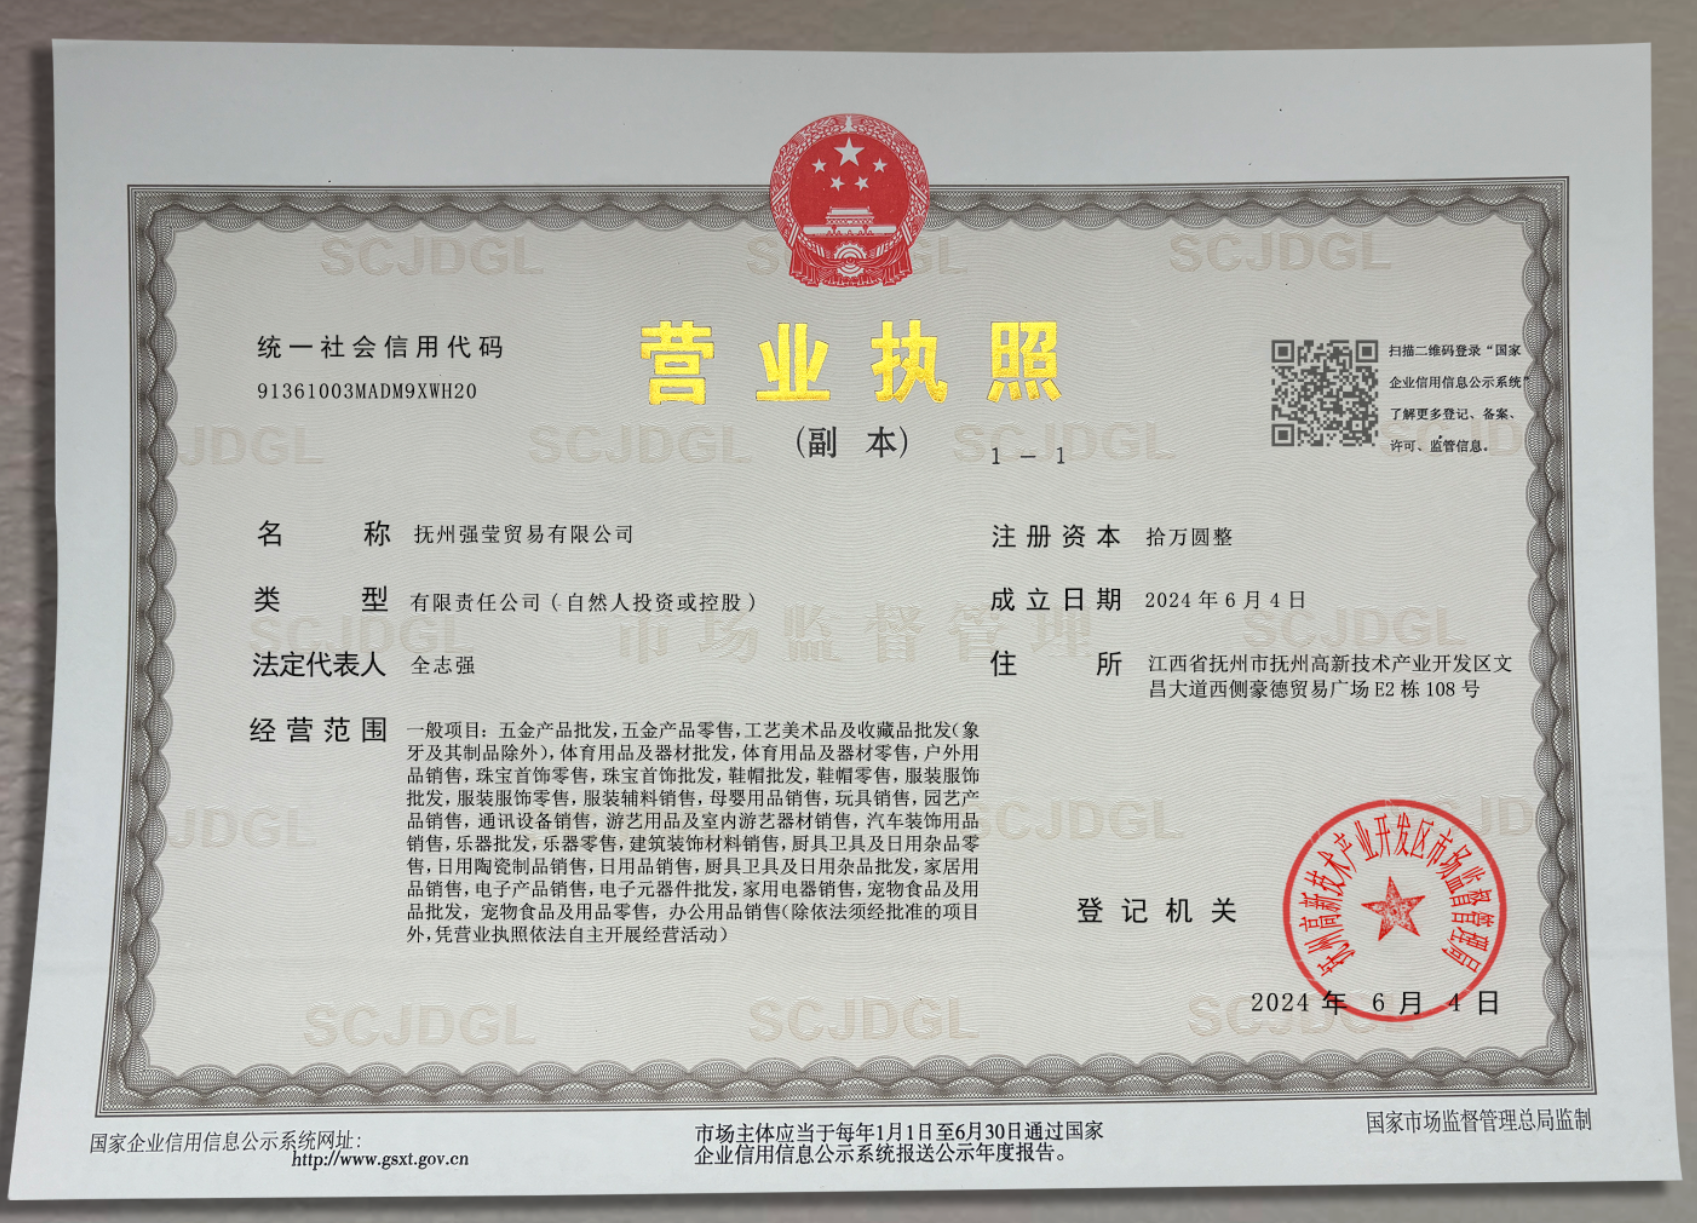 统一社会信用代码
91361003MADM9XWH20
营业执照
(副 本)
1－1
扫描二维码登录“国家
企业信用信息公示系统”
了解更多登记、备案、
许可、监管信息。
名称 抚州强莹贸易有限公司
类型 有限责任公司(自然人投资或控股)
法定代表人 全志强
经营范围 一般项目：五金产品批发,五金产品零售,工艺美术品及收藏品批发(象
牙及其制品除外),体育用品及器材批发,体育用品及器材零售,户外用
品销售,珠宝首饰零售,珠宝首饰批发,鞋帽批发,鞋帽零售,服装服饰
批发,服装服饰零售,服装辅料销售,母婴用品销售,玩具销售,园艺产
品销售,通讯设备销售,游艺用品及室内游艺器材销售,汽车装饰用品
销售,乐器批发,乐器零售,建筑装饰材料销售,厨具卫具及日用杂品零
售,日用陶瓷制品销售,日用品销售,厨具卫具及日用杂品批发,家居用
品销售,电子产品销售,电子元器件批发,家用电器销售,宠物食品及用
品批发,宠物食品及用品零售,办公用品销售(除依法须经批准的项目
外,凭营业执照依法自主开展经营活动)
注册资本 拾万圆整
成立日期 2024年6月4日
住所 江西省抚州市抚州高新技术产业开发区文
昌大道西侧豪德贸易广场E2栋108号
登记机关
抚州高新技术产业开发区市场监督管理局
2024年 6月 4日
SCJDGL
SCJDGL
SCJDGL
JDGL
SCJDGL
SCJDGL
SCJD
SCJDGL
市场监督管理
SCJDGL
JDGL
SCJDGL
SCJDGL
SCJDGL
国家企业信用信息公示系统网址：
http://www.gsxt.gov.cn
市场主体应当于每年1月1日至6月30日通过国家
企业信用信息公示系统报送公示年度报告。
国家市场监督管理总局监制